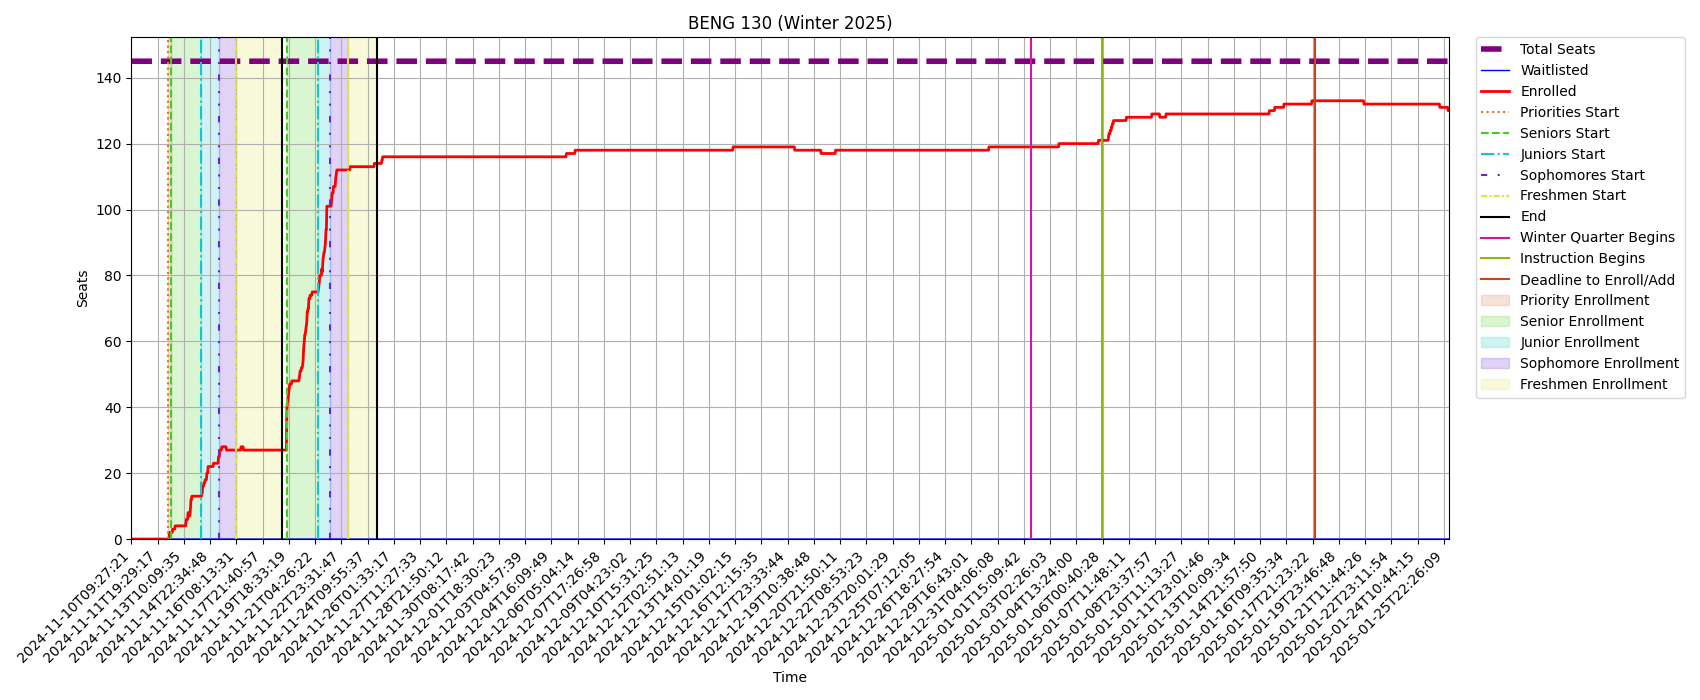 BENG 130 (Winter 2025)
Seats
140
120
100
80
60
40
20
0
2024-11-10T09:27:21
2024-11-11T19:29:17
2024-11-13T10:09:35
2024-11-14T22:34:48
2024-11-16T08:13:31
2024-11-17T21:40:57
2024-11-19T18:33:19
2024-11-21T04:26:22
2024-11-22T23:31:47
2024-11-24T09:55:37
2024-11-26T01:33:17
2024-11-27T11:27:33
2024-11-28T21:50:12
2024-11-30T08:17:42
2024-12-01T18:30:23
2024-12-03T04:57:39
2024-12-04T16:09:49
2024-12-06T05:04:14
2024-12-07T17:26:58
2024-12-09T04:23:02
2024-12-10T15:31:25
2024-12-12T02:51:13
2024-12-13T14:01:19
2024-12-15T01:02:15
2024-12-16T12:15:35
2024-12-17T23:33:44
2024-12-19T10:38:48
2024-12-20T21:50:11
2024-12-22T08:53:23
2024-12-23T20:01:29
2024-12-25T07:12:05
2024-12-26T18:27:54
2024-12-29T16:43:01
2024-12-31T04:06:08
2025-01-01T15:09:42
2025-01-03T02:26:03
2025-01-04T13:24:00
2025-01-06T00:40:28
2025-01-07T11:48:11
2025-01-08T23:37:57
2025-01-10T11:13:27
2025-01-11T23:01:46
2025-01-13T10:09:34
2025-01-14T21:57:50
2025-01-16T09:35:34
2025-01-17T21:23:22
2025-01-19T23:46:48
2025-01-21T11:44:26
2025-01-22T23:11:54
2025-01-24T10:44:15
2025-01-25T22:26:09
Time
Total Seats
Waitlisted
Enrolled
Priorities Start
Seniors Start
Juniors Start
Sophomores Start
Freshmen Start
End
Winter Quarter Begins
Instruction Begins
Deadline to Enroll/Add
Priority Enrollment
Senior Enrollment
Junior Enrollment
Sophomore Enrollment
Freshmen Enrollment